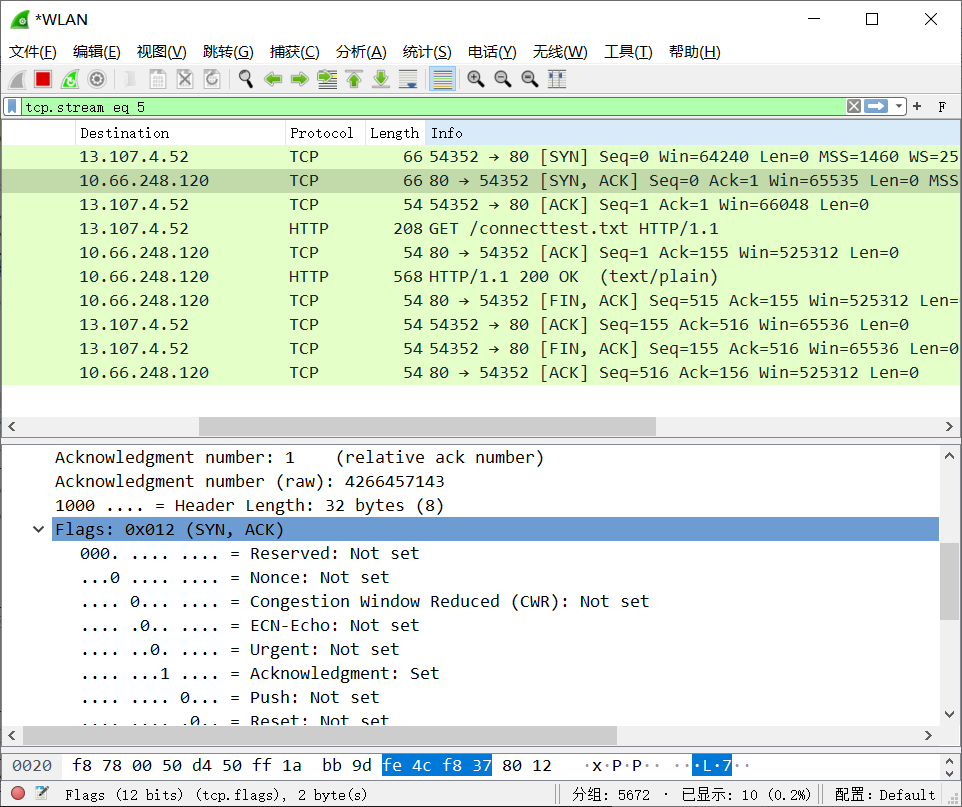 *WLAN
文件(F) 编辑(E) 视图(V) 跳转(G) 捕获(C) 分析(A) 统计(S) 电话(Y) 无线(W) 工具(T) 帮助(H)
tcp.stream eq 5 + F
Destination Protocol Length Info
13.107.4.52 TCP 66 54352 → 80 [SYN] Seq=0 Win=64240 Len=0 MSS=1460 WS=25
10.66.248.120 TCP 66 80 → 54352 [SYN, ACK] Seq=0 Ack=1 Win=65535 Len=0 MSS
13.107.4.52 TCP 54 54352 → 80 [ACK] Seq=1 Ack=1 Win=66048 Len=0
13.107.4.52 HTTP 208 GET /connecttest.txt HTTP/1.1
10.66.248.120 TCP 54 80 → 54352 [ACK] Seq=1 Ack=155 Win=525312 Len=0
10.66.248.120 HTTP 568 HTTP/1.1 200 OK (text/plain)
10.66.248.120 TCP 54 80 → 54352 [FIN, ACK] Seq=515 Ack=155 Win=525312 Len=
13.107.4.52 TCP 54 54352 → 80 [ACK] Seq=155 Ack=516 Win=65536 Len=0
13.107.4.52 TCP 54 54352 → 80 [FIN, ACK] Seq=155 Ack=516 Win=65536 Len=0
10.66.248.120 TCP 54 80 → 54352 [ACK] Seq=516 Ack=156 Win=525312 Len=0
Acknowledgment number: 1 (relative ack number)
Acknowledgment number (raw): 4266457143
1000 .... = Header Length: 32 bytes (8)
Flags: 0x012 (SYN, ACK)
000. .... .... = Reserved: Not set
...0 .... .... = Nonce: Not set
.... 0... .... = Congestion Window Reduced (CWR): Not set
.... .0.. .... = ECN-Echo: Not set
.... ..0. .... = Urgent: Not set
.... ...1 .... = Acknowledgment: Set
.... .... 0... = Push: Not set
.... .... .0.. = Reset: Not set
0020 f8 78 00 50 d4 50 ff 1a bb 9d fe 4c f8 37 80 12 ·x·P·P·· ···L·7··
Flags (12 bits) (tcp.flags), 2 byte(s) 分组: 5672 · 已显示: 10 (0.2%) 配置: Default